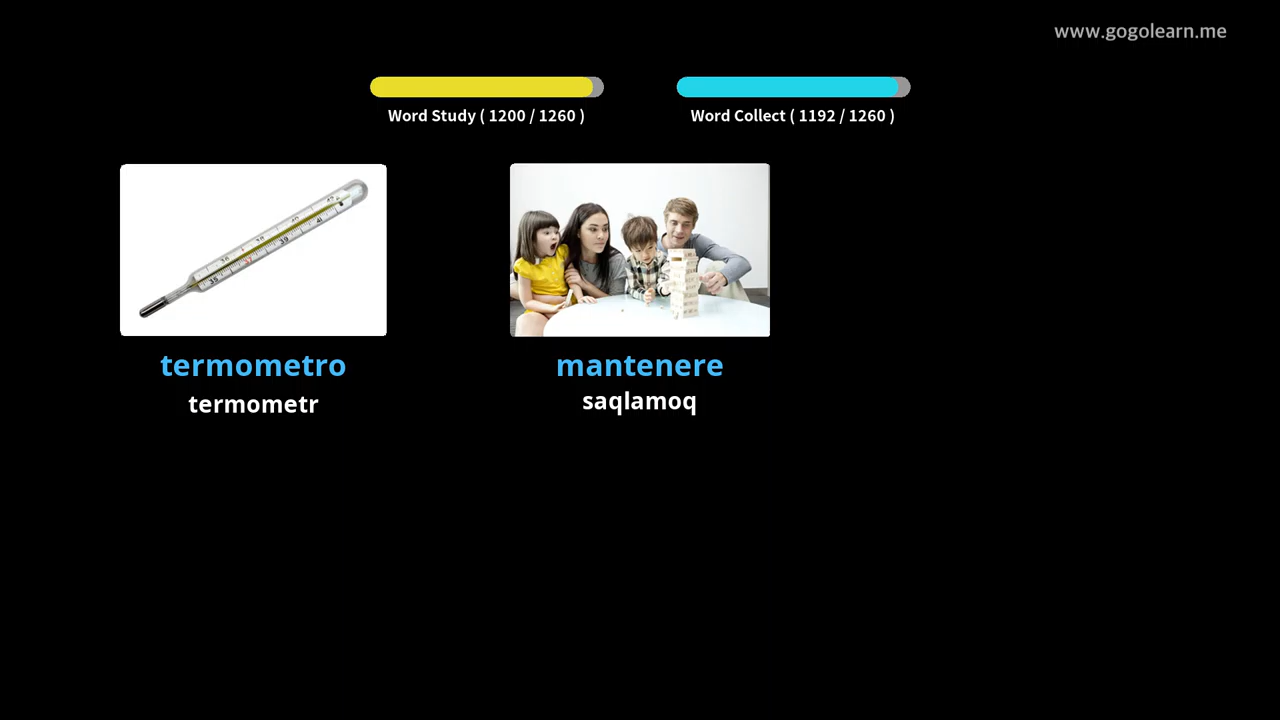 www.gogolearn.me
Word Study ( 1200 / 1260 )
Word Collect ( 1192 / 1260 )
termometro
termometr
mantenere
saqlamoq